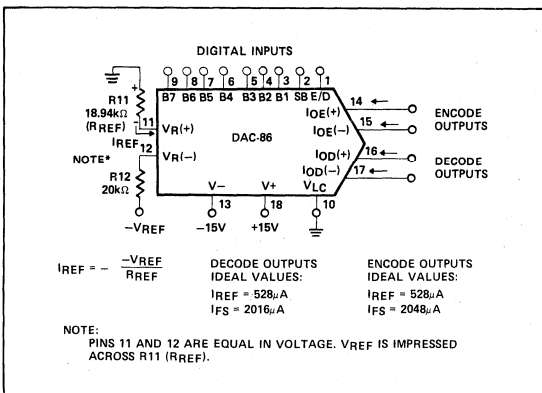 DIGITAL INPUTS
9 8 7 6 5 4 3 2 1
B7 B6 B5 B4 B3 B2 B1 SB E/D
+
R11
18.94kΩ
(RREF)
-
11
VR(+)
IREF
12
NOTE*
VR(-)
R12
20kΩ
-VREF
DAC-86
14
IOE(+)
15
IOE(-)
ENCODE
OUTPUTS
16
IOD(+)
17
IOD(-)
DECODE
OUTPUTS
V- V+ VLC
13 18 10
-15V +15V
IREF = - -VREF
RREF
DECODE OUTPUTS
IDEAL VALUES:
IREF = 528μA
IFS = 2016μA
ENCODE OUTPUTS
IDEAL VALUES:
IREF = 528μA
IFS = 2048μA
NOTE:
PINS 11 AND 12 ARE EQUAL IN VOLTAGE. VREF IS IMPRESSED
ACROSS R11 (RREF).